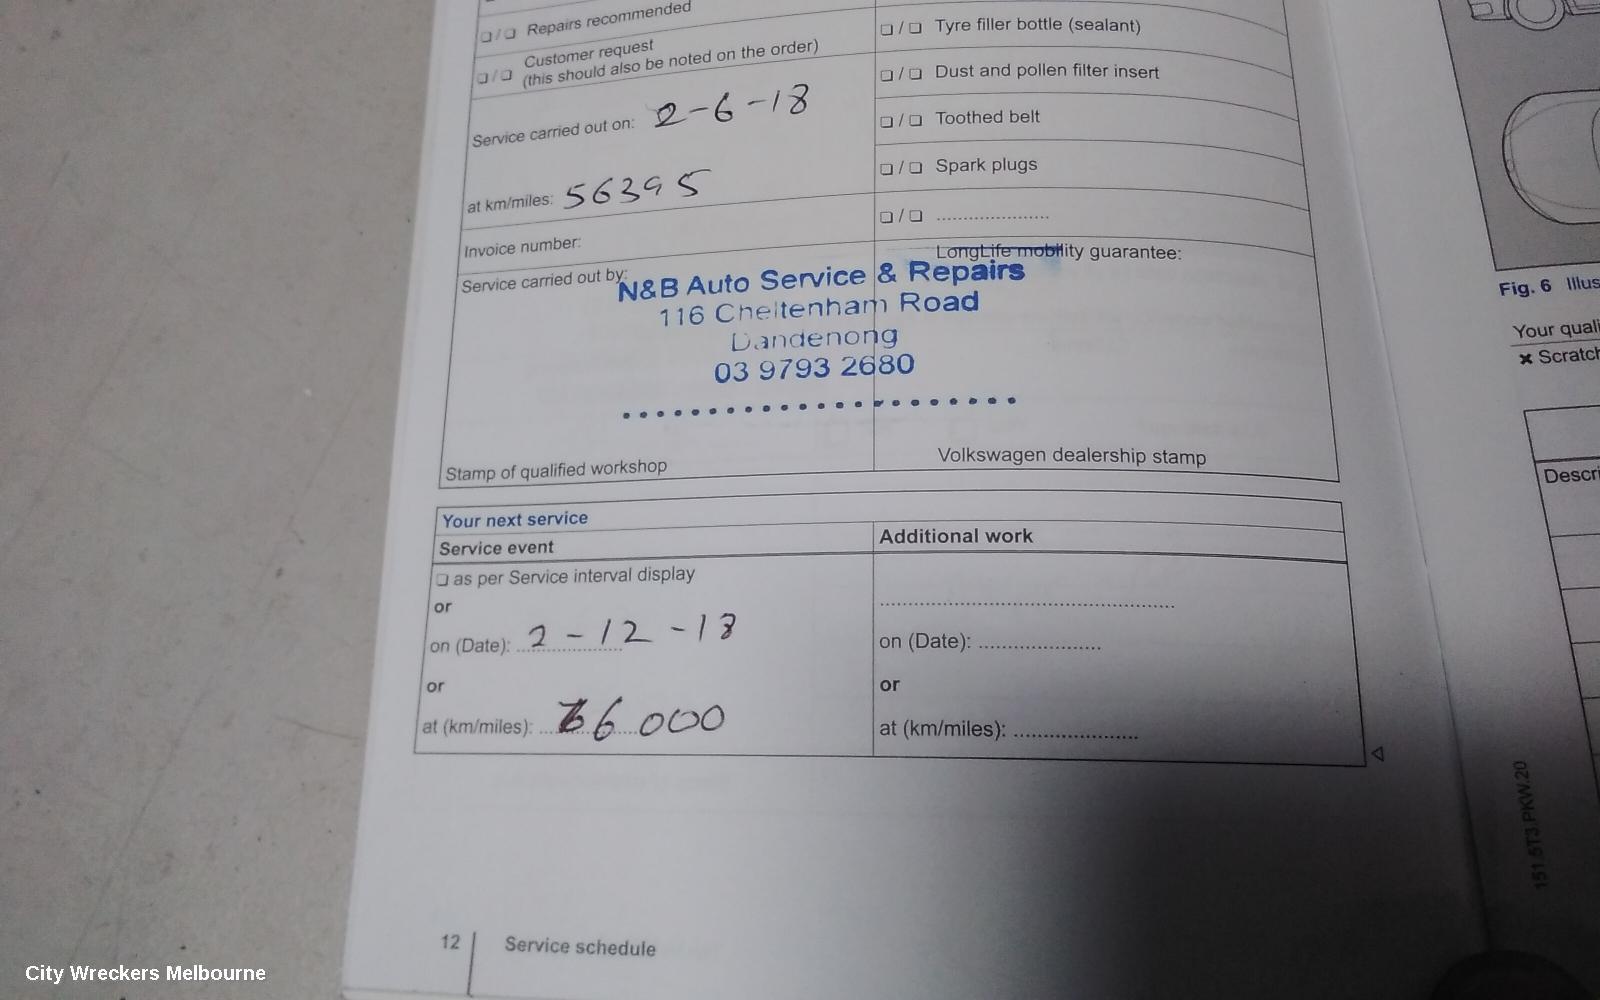 ❏ / ❏ Repairs recommended
❏ / ❏ Customer request
(this should also be noted on the order)
Service carried out on: 2-6-18
at km/miles: 56395
Invoice number:
Service carried out by:
❏ / ❏ Tyre filler bottle (sealant)
❏ / ❏ Dust and pollen filter insert
❏ / ❏ Toothed belt
❏ / ❏ Spark plugs
❏ / ❏ .....................
LongLife mobility guarantee:
N&B Auto Service & Repairs
116 Cheltenham Road
Dandenong
03 9793 2680
Stamp of qualified workshop
Volkswagen dealership stamp
Your next service
Service event
❏ as per Service interval display
or
on (Date): 2-12-18
or
at (km/miles): 66000
Additional work
on (Date): .....................
or
at (km/miles): .....................
12 Service schedule
Fig. 6
Your
✖ Scratch
151.5T3.PKW.20
City Wreckers Melbourne